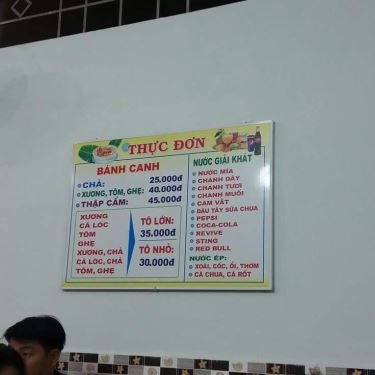 THỰC ĐƠN
BÁNH CANH
CHẢ: 25.000đ
XƯƠNG, TÔM, GHẸ: 40.000đ
THẬP CẨM: 45.000đ
XƯƠNG
CÁ LÓC
TÔM
GHẸ
XƯƠNG, CHẢ
CÁ LÓC, CHẢ
TÔM, GHẸ
TÔ LỚN:
35.000đ
TÔ NHỎ:
30.000đ
NƯỚC GIẢI KHÁT
NƯỚC MÍA
CHANH DÂY
CHANH TƯƠI
CHANH MUỐI
CAM VẮT
DÂU TÂY SỮA CHUA
PEPSI
COCA-COLA
REVIVE
STING
RED BULL
NƯỚC ÉP:
XOÀI, CÓC, ỔI, THƠM
CÀ CHUA, CÀ RỐT